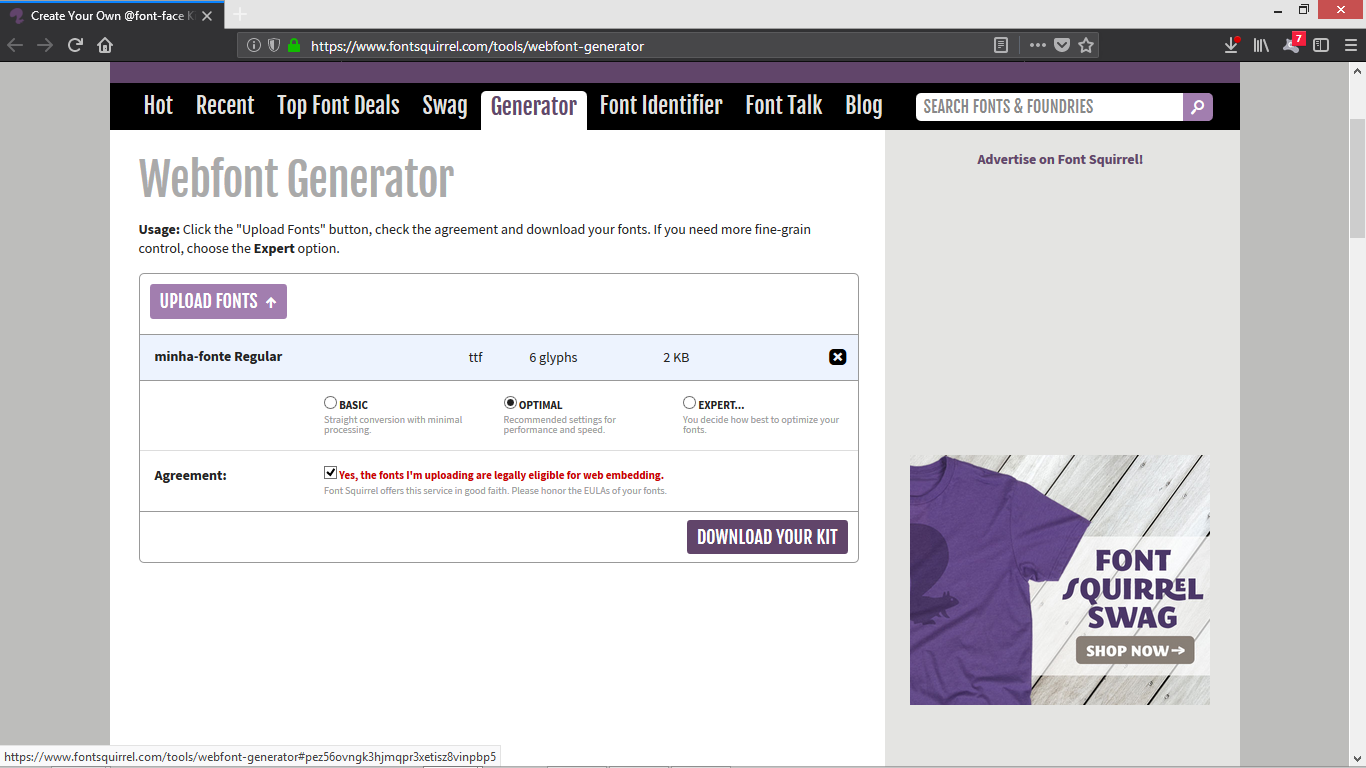 Create Your Own @font-face K
https://www.fontsquirrel.com/tools/webfont-generator
7
Hot Recent Top Font Deals Swag Generator Font Identifier Font Talk Blog SEARCH FONTS & FOUNDRIES
Webfont Generator
Advertise on Font Squirrel!
Usage: Click the "Upload Fonts" button, check the agreement and download your fonts. If you need more fine-grain
control, choose the Expert option.
UPLOAD FONTS
minha-fonte Regular ttf 6 glyphs 2 KB
BASIC OPTIMAL EXPERT...
Straight conversion with minimal Recommended settings for You decide how best to optimize your
processing. performance and speed. fonts.
Agreement: Yes, the fonts I'm uploading are legally eligible for web embedding.
Font Squirrel offers this service in good faith. Please honor the EULAs of your fonts.
DOWNLOAD YOUR KIT
FONT
SQUIRREL
SWAG
SHOP NOW
https://www.fontsquirrel.com/tools/webfont-generator#pez56ovngk3hjmqpr3xetisz8vinpbp5